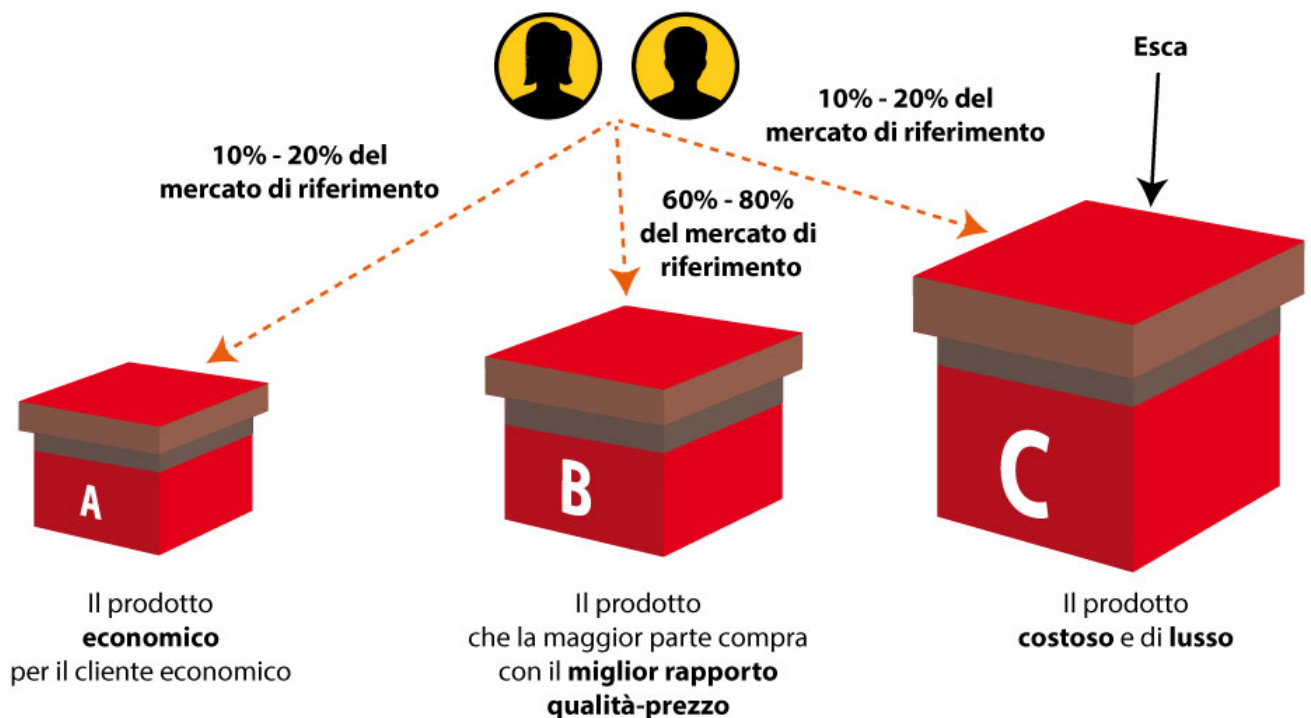 Esca
10% - 20% del
mercato di riferimento
10% - 20% del
mercato di riferimento
60% - 80%
del mercato di
riferimento
A
B
C
Il prodotto
economico
per il cliente economico
Il prodotto
che la maggior parte compra
con il miglior rapporto
qualità-prezzo
Il prodotto
costoso e di lusso